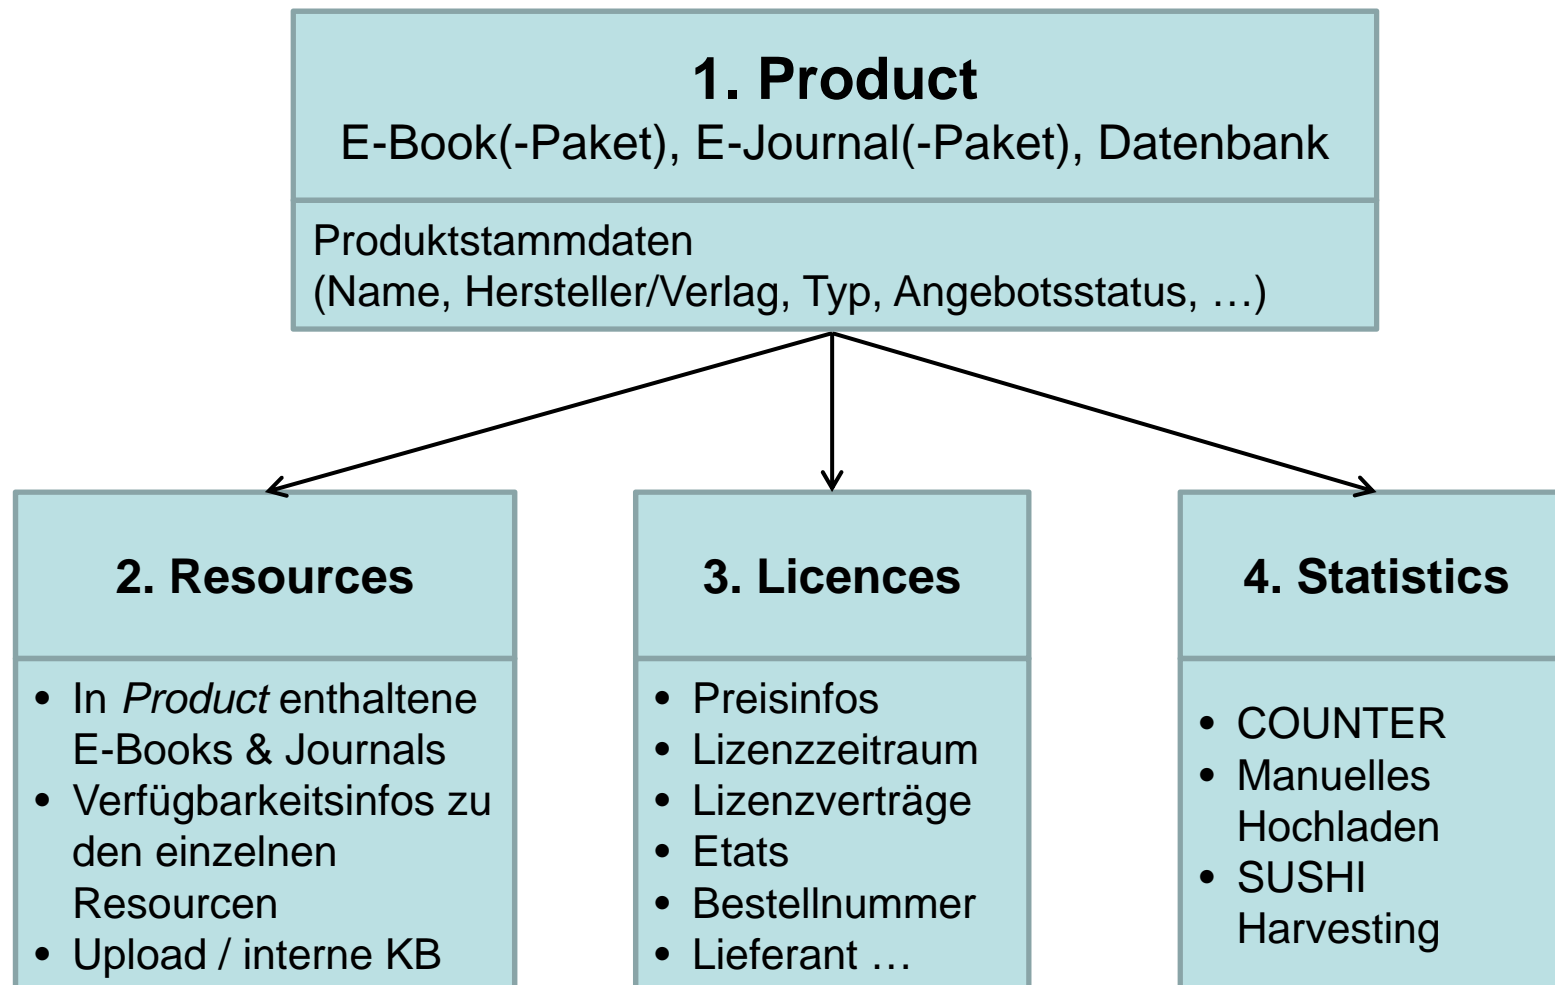 1. Product
E-Book(-Paket), E-Journal(-Paket), Datenbank
Produktstammdaten
(Name, Hersteller/Verlag, Typ, Angebotsstatus, …)
2. Resources
• In Product enthaltene
E-Books & Journals
• Verfügbarkeitsinfos zu
den einzelnen
Resourcen
• Upload / interne KB
3. Licences
• Preisinfos
• Lizenzzeitraum
• Lizenzverträge
• Etats
• Bestellnummer
• Lieferant …
4. Statistics
• COUNTER
• Manuelles
Hochladen
• SUSHI
Harvesting